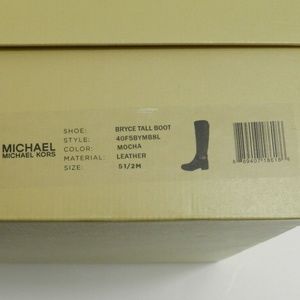 MICHAEL
MICHAEL KORS
SHOE: BRYCE TALL BOOT
STYLE: 40F5BYMB8L
COLOR: MOCHA
MATERIAL: LEATHER
SIZE: 5 1/2M